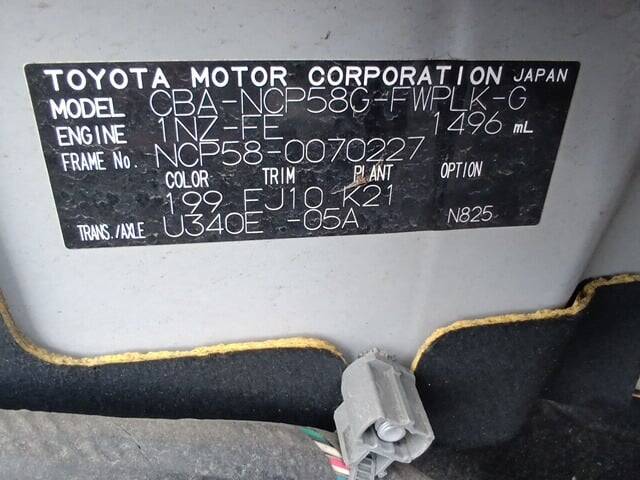 TOYOTA MOTOR CORPORATION JAPAN
MODEL CBA-NCP58G-FWPLK-G
ENGINE 1NZ-FE 1496 mL
FRAME No. NCP58-0070227
COLOR TRIM PLANT OPTION
199 FJ10 K21
TRANS./AXLE U340E -05A N825